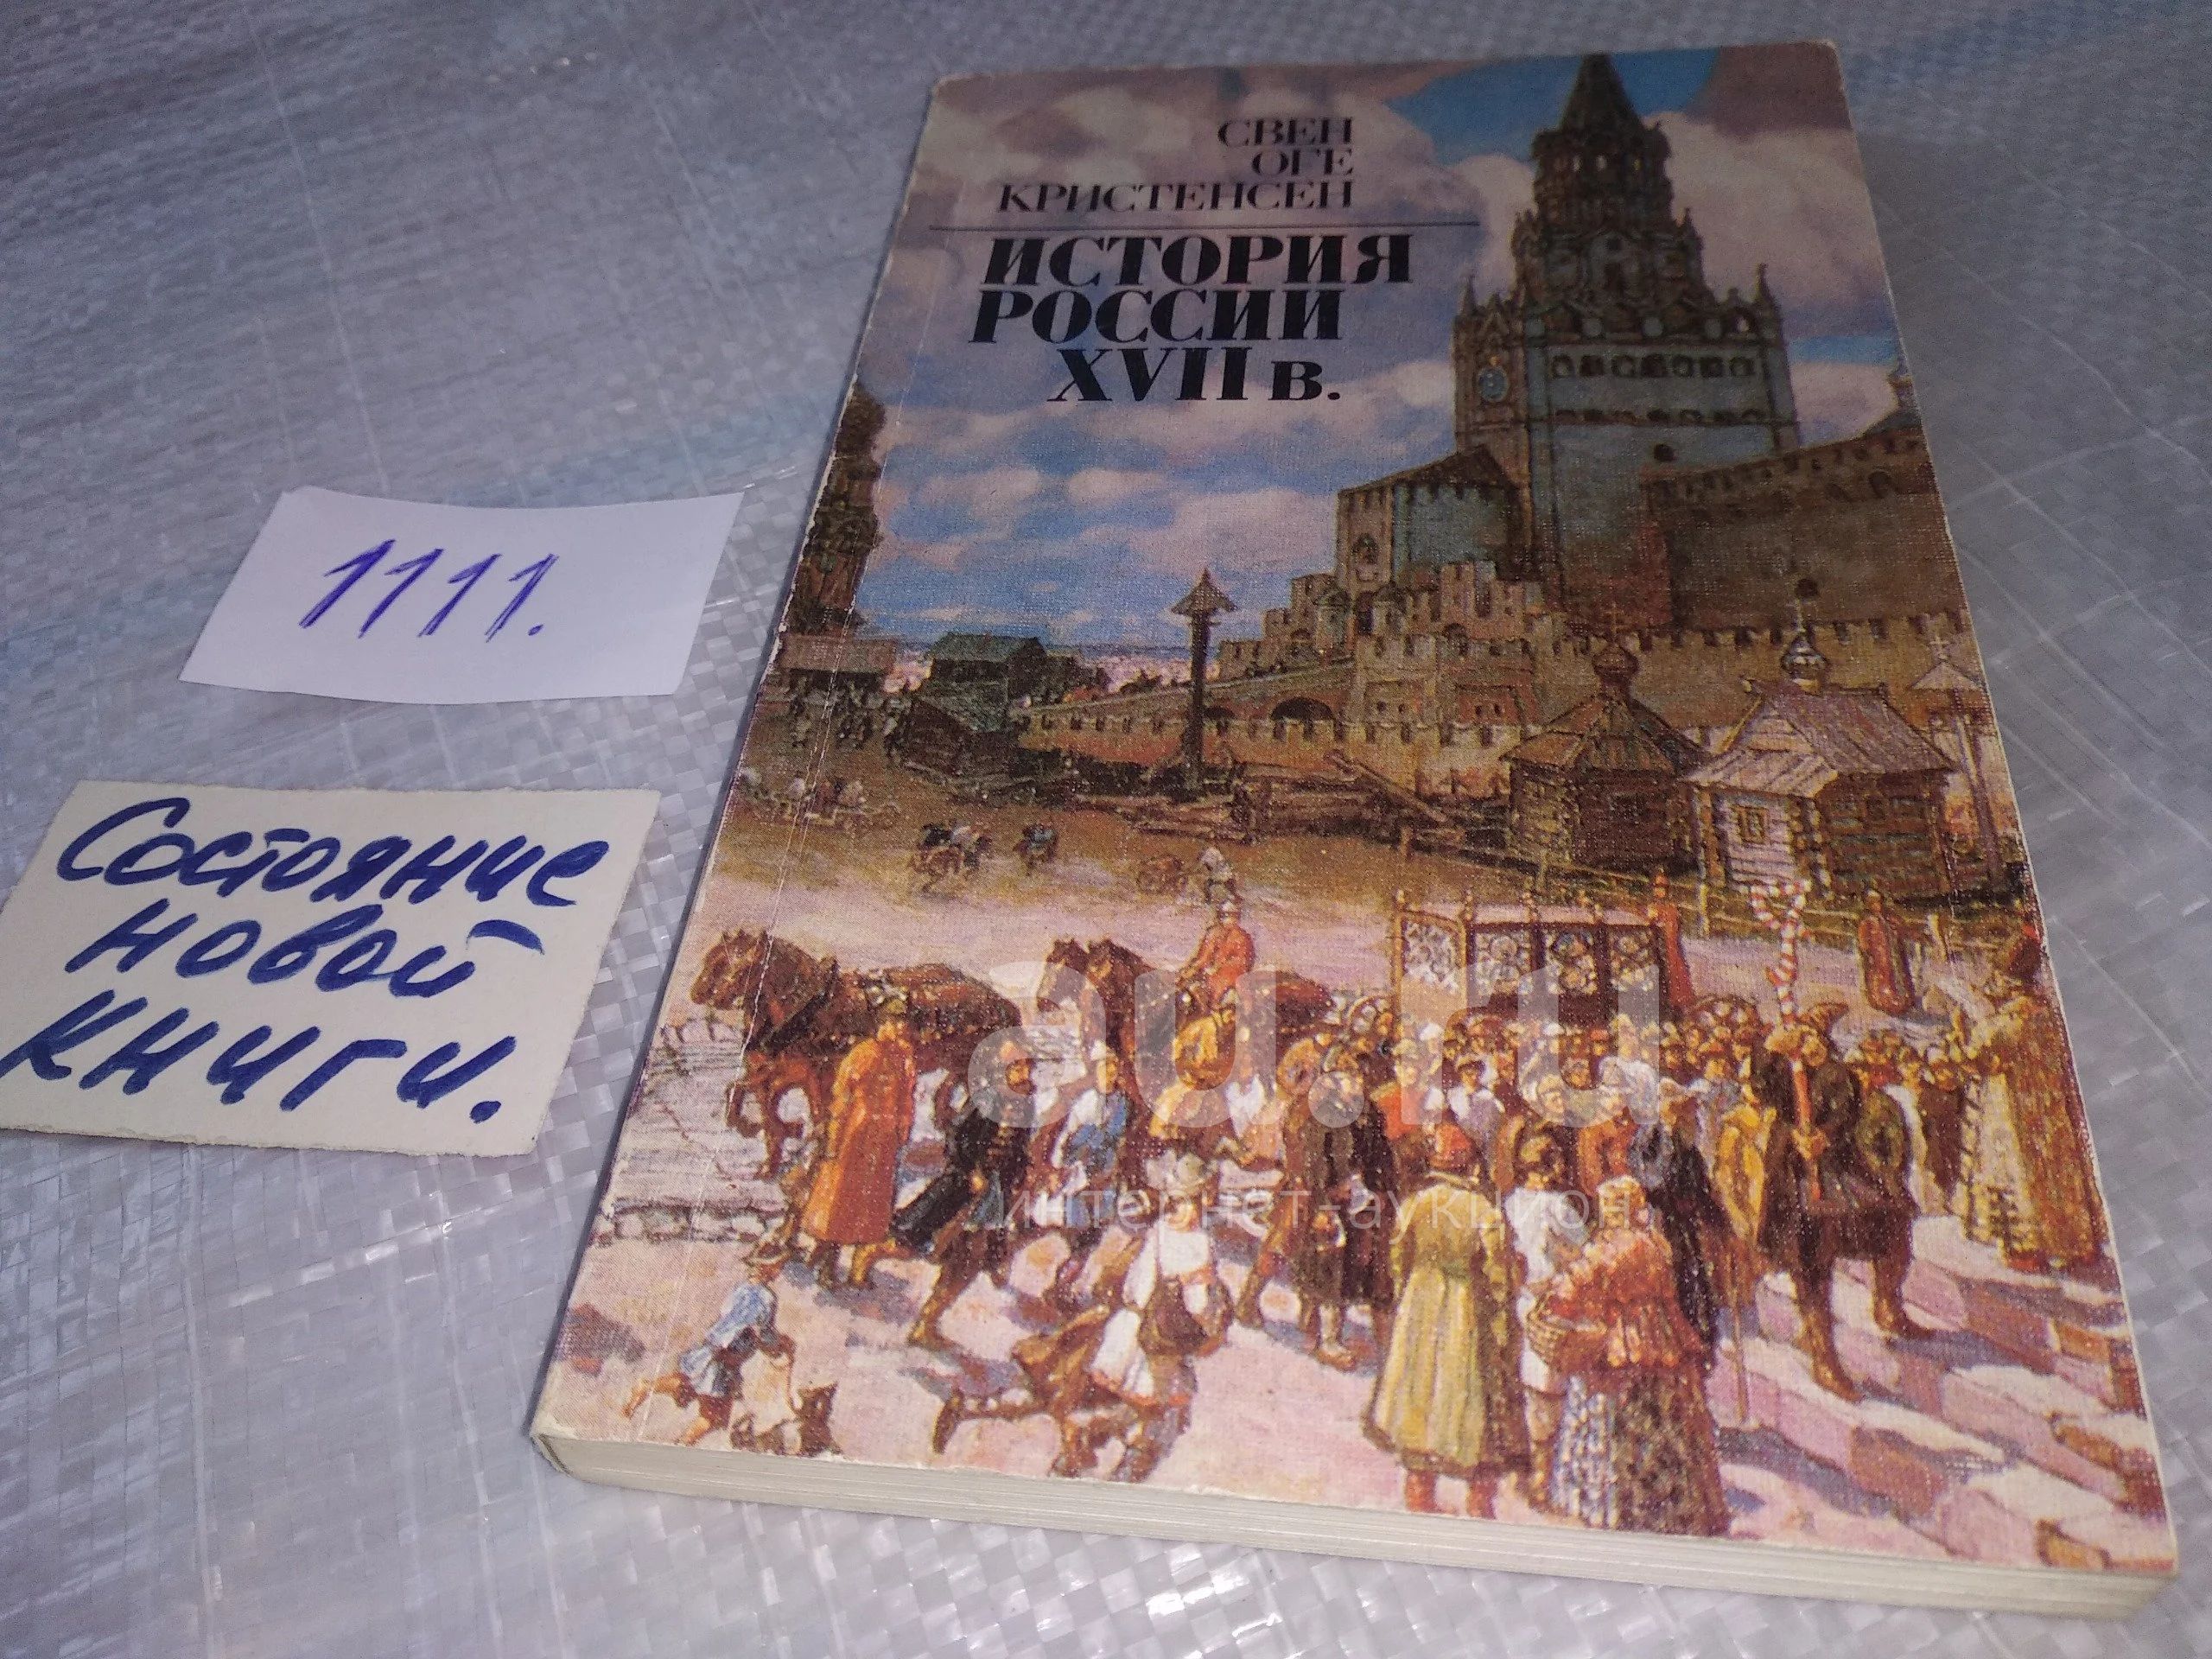 СВЕН
ОГЕ
КРИСТЕНСЕН
ИСТОРИЯ
РОССИИ
XVII в.
1111.
Состояние
новой
книги.
au.ru
интернет-аукцион